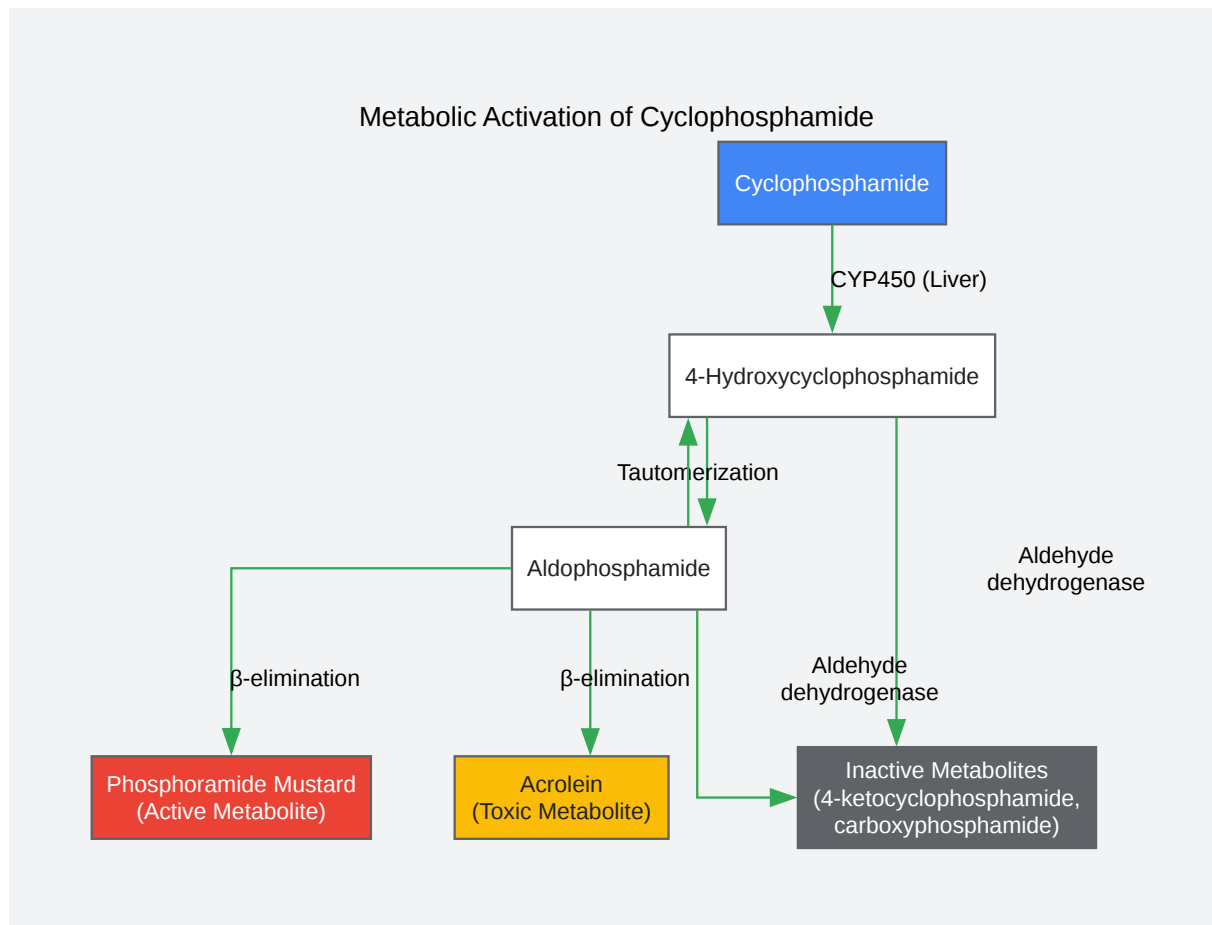 Metabolic Activation of Cyclophosphamide
Cyclophosphamide
CYP450 (Liver)
4-Hydroxycyclophosphamide
Tautomerization
Aldophosphamide
Aldehyde
dehydrogenase
β-elimination
β-elimination
Aldehyde
dehydrogenase
Phosphoramide Mustard
(Active Metabolite)
Acrolein
(Toxic Metabolite)
Inactive Metabolites
(4-ketocyclophosphamide,
carboxyphosphamide)